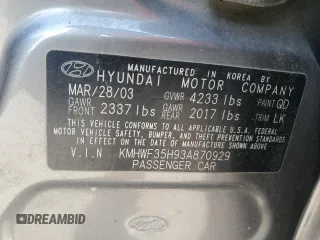 MANUFACTURED IN KOREA BY
HYUNDAI MOTOR COMPANY
MAR/28/03 GVWR 4233 lbs PAINT QD
GAWR FRONT 2337 lbs GAWR REAR 2017 lbs TRIM LK
THIS VEHICLE CONFORMS TO ALL APPLICABLE U.S. FEDERAL
MOTOR VEHICLE SAFETY, BUMPER, AND THEFT PREVENTION
STANDARDS IN EFFECT ON THE DATE OF MANUFACTURE
SHOWN ABOVE.
V.I.N KMHWF35H93A870929
PASSENGER CAR
DREAMBID